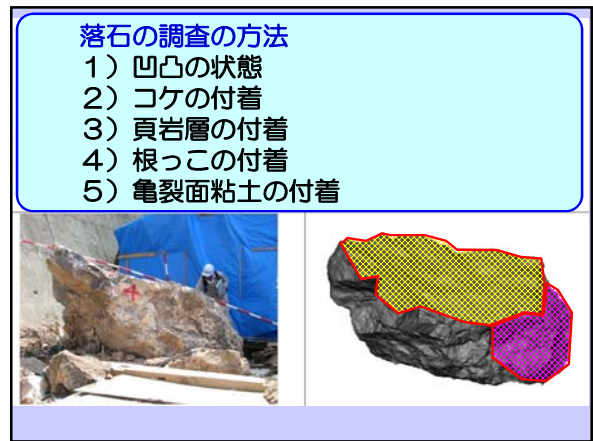 落石の調査の方法
１）凹凸の状態
２）コケの付着
３）頁岩層の付着
４）根っこの付着
５）亀裂面粘土の付着